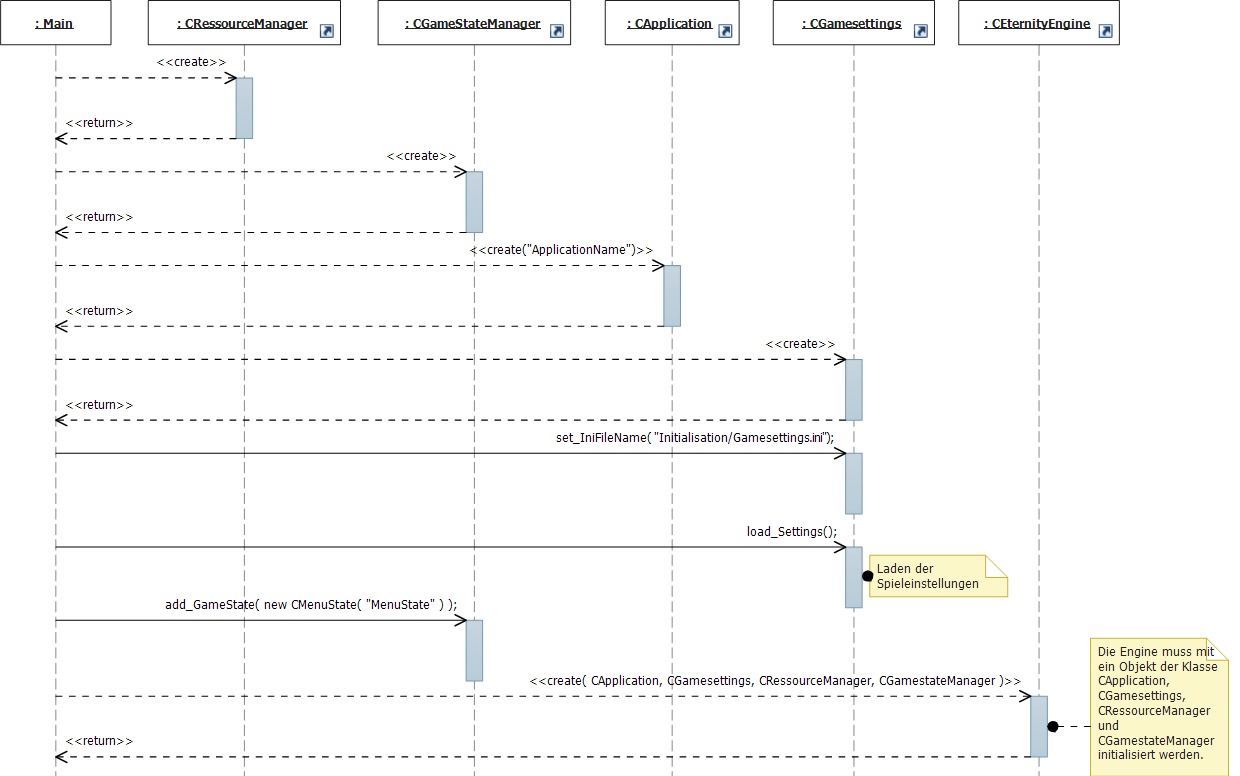 : Main
: CRessourceManager
: CGameStateManager
: CApplication
: CGamesettings
: CEternityEngine
<<create>>
<<return>>
<<create>>
<<return>>
<<create("ApplicationName")>>
<<return>>
<<create>>
<<return>>
set_IniFileName( "Initialisation/Gamesettings.ini");
load_Settings();
Laden der
Spieleinstellungen
add_GameState( new CMenuState( "MenuState" ) );
<<create( CApplication, CGamesettings, CRessourceManager, CGamestateManager )>>
<<return>>
Die Engine muss mit
ein Objekt der Klasse
CApplication,
CGamesettings,
CRessourceManager
und
CGamestateManager
initialisiert werden.